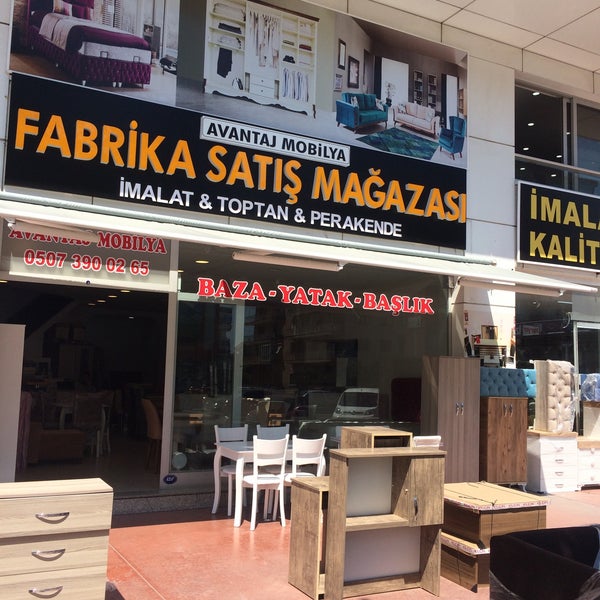 AVANTAJ MOBİLYA
FABRİKA SATIŞ MAĞAZASI
İMALAT & TOPTAN & PERAKENDE
İMALA
KALİT
AVANTAJ MOBİLYA
0507 390 02 65
BAZA - YATAK - BAŞLIK